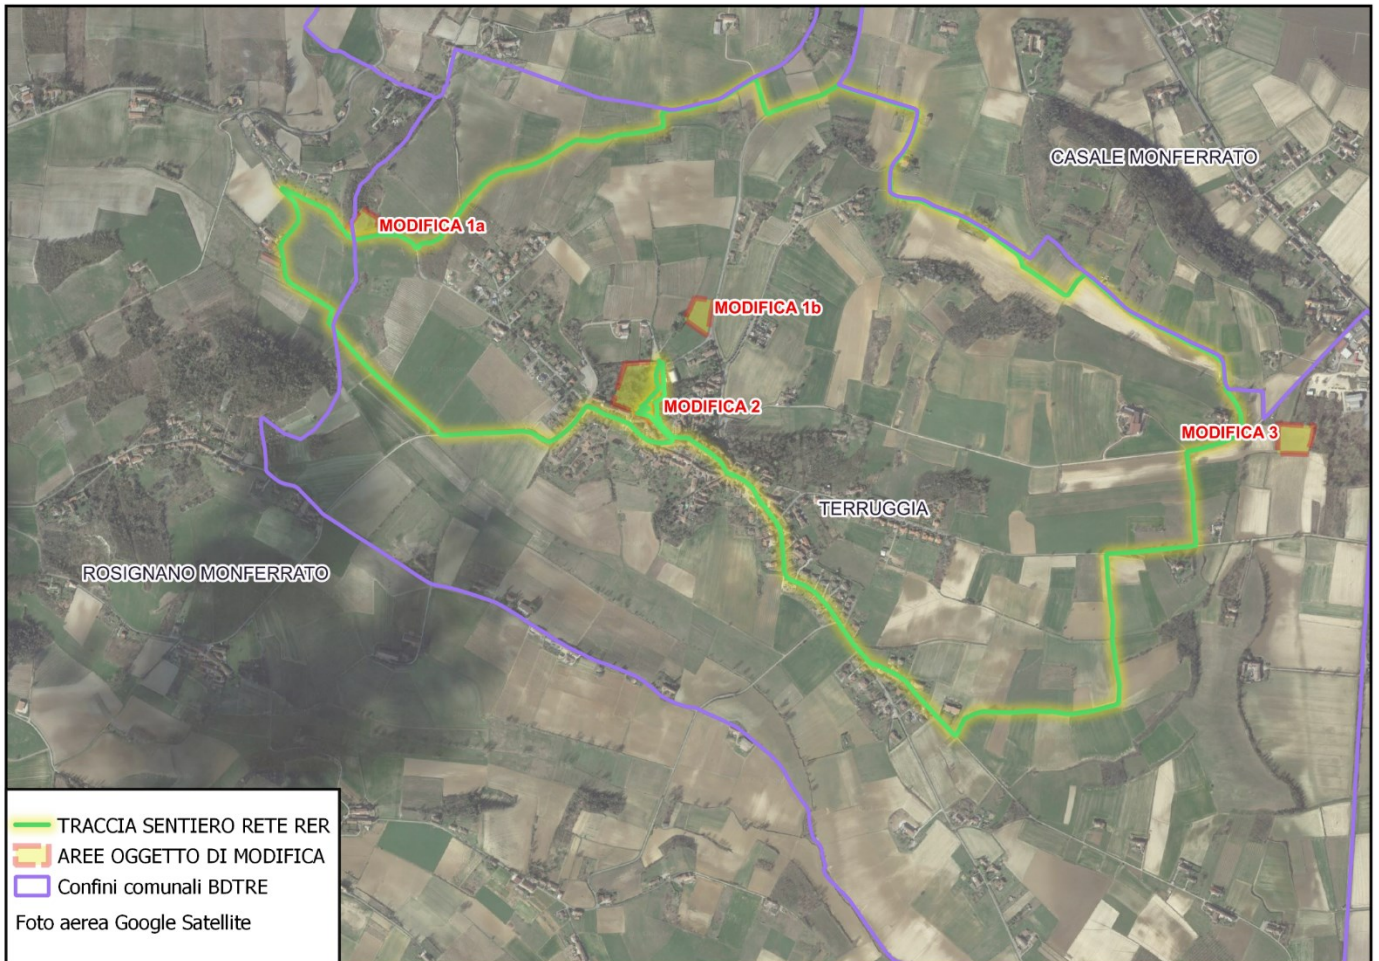 CASALE MONFERRATO
MODIFICA 1a
MODIFICA 1b
MODIFICA 2
MODIFICA 3
TERRUGGIA
ROSIGNANO MONFERRATO
TRACCIA SENTIERO RETE RER
AREE OGGETTO DI MODIFICA
Confini comunali BDTRE
Foto aerea Google Satellite